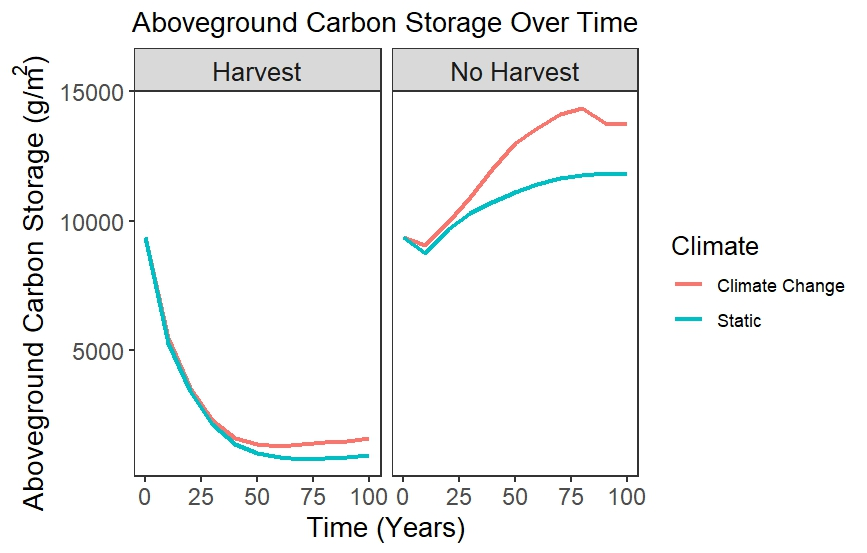 Aboveground Carbon Storage Over Time
Harvest
No Harvest
Aboveground Carbon Storage (g/m²)
15000
10000
5000
0 25 50 75 100
0 25 50 75 100
Time (Years)
Climate
Climate Change
Static